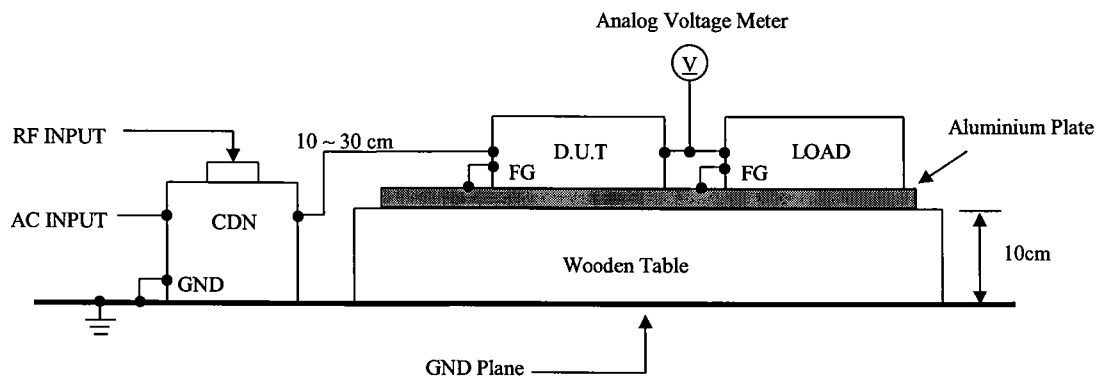 Analog Voltage Meter
V
RF INPUT
10 ~ 30 cm
D.U.T
LOAD
Aluminium Plate
FG
FG
AC INPUT
CDN
GND
Wooden Table
10cm
GND Plane